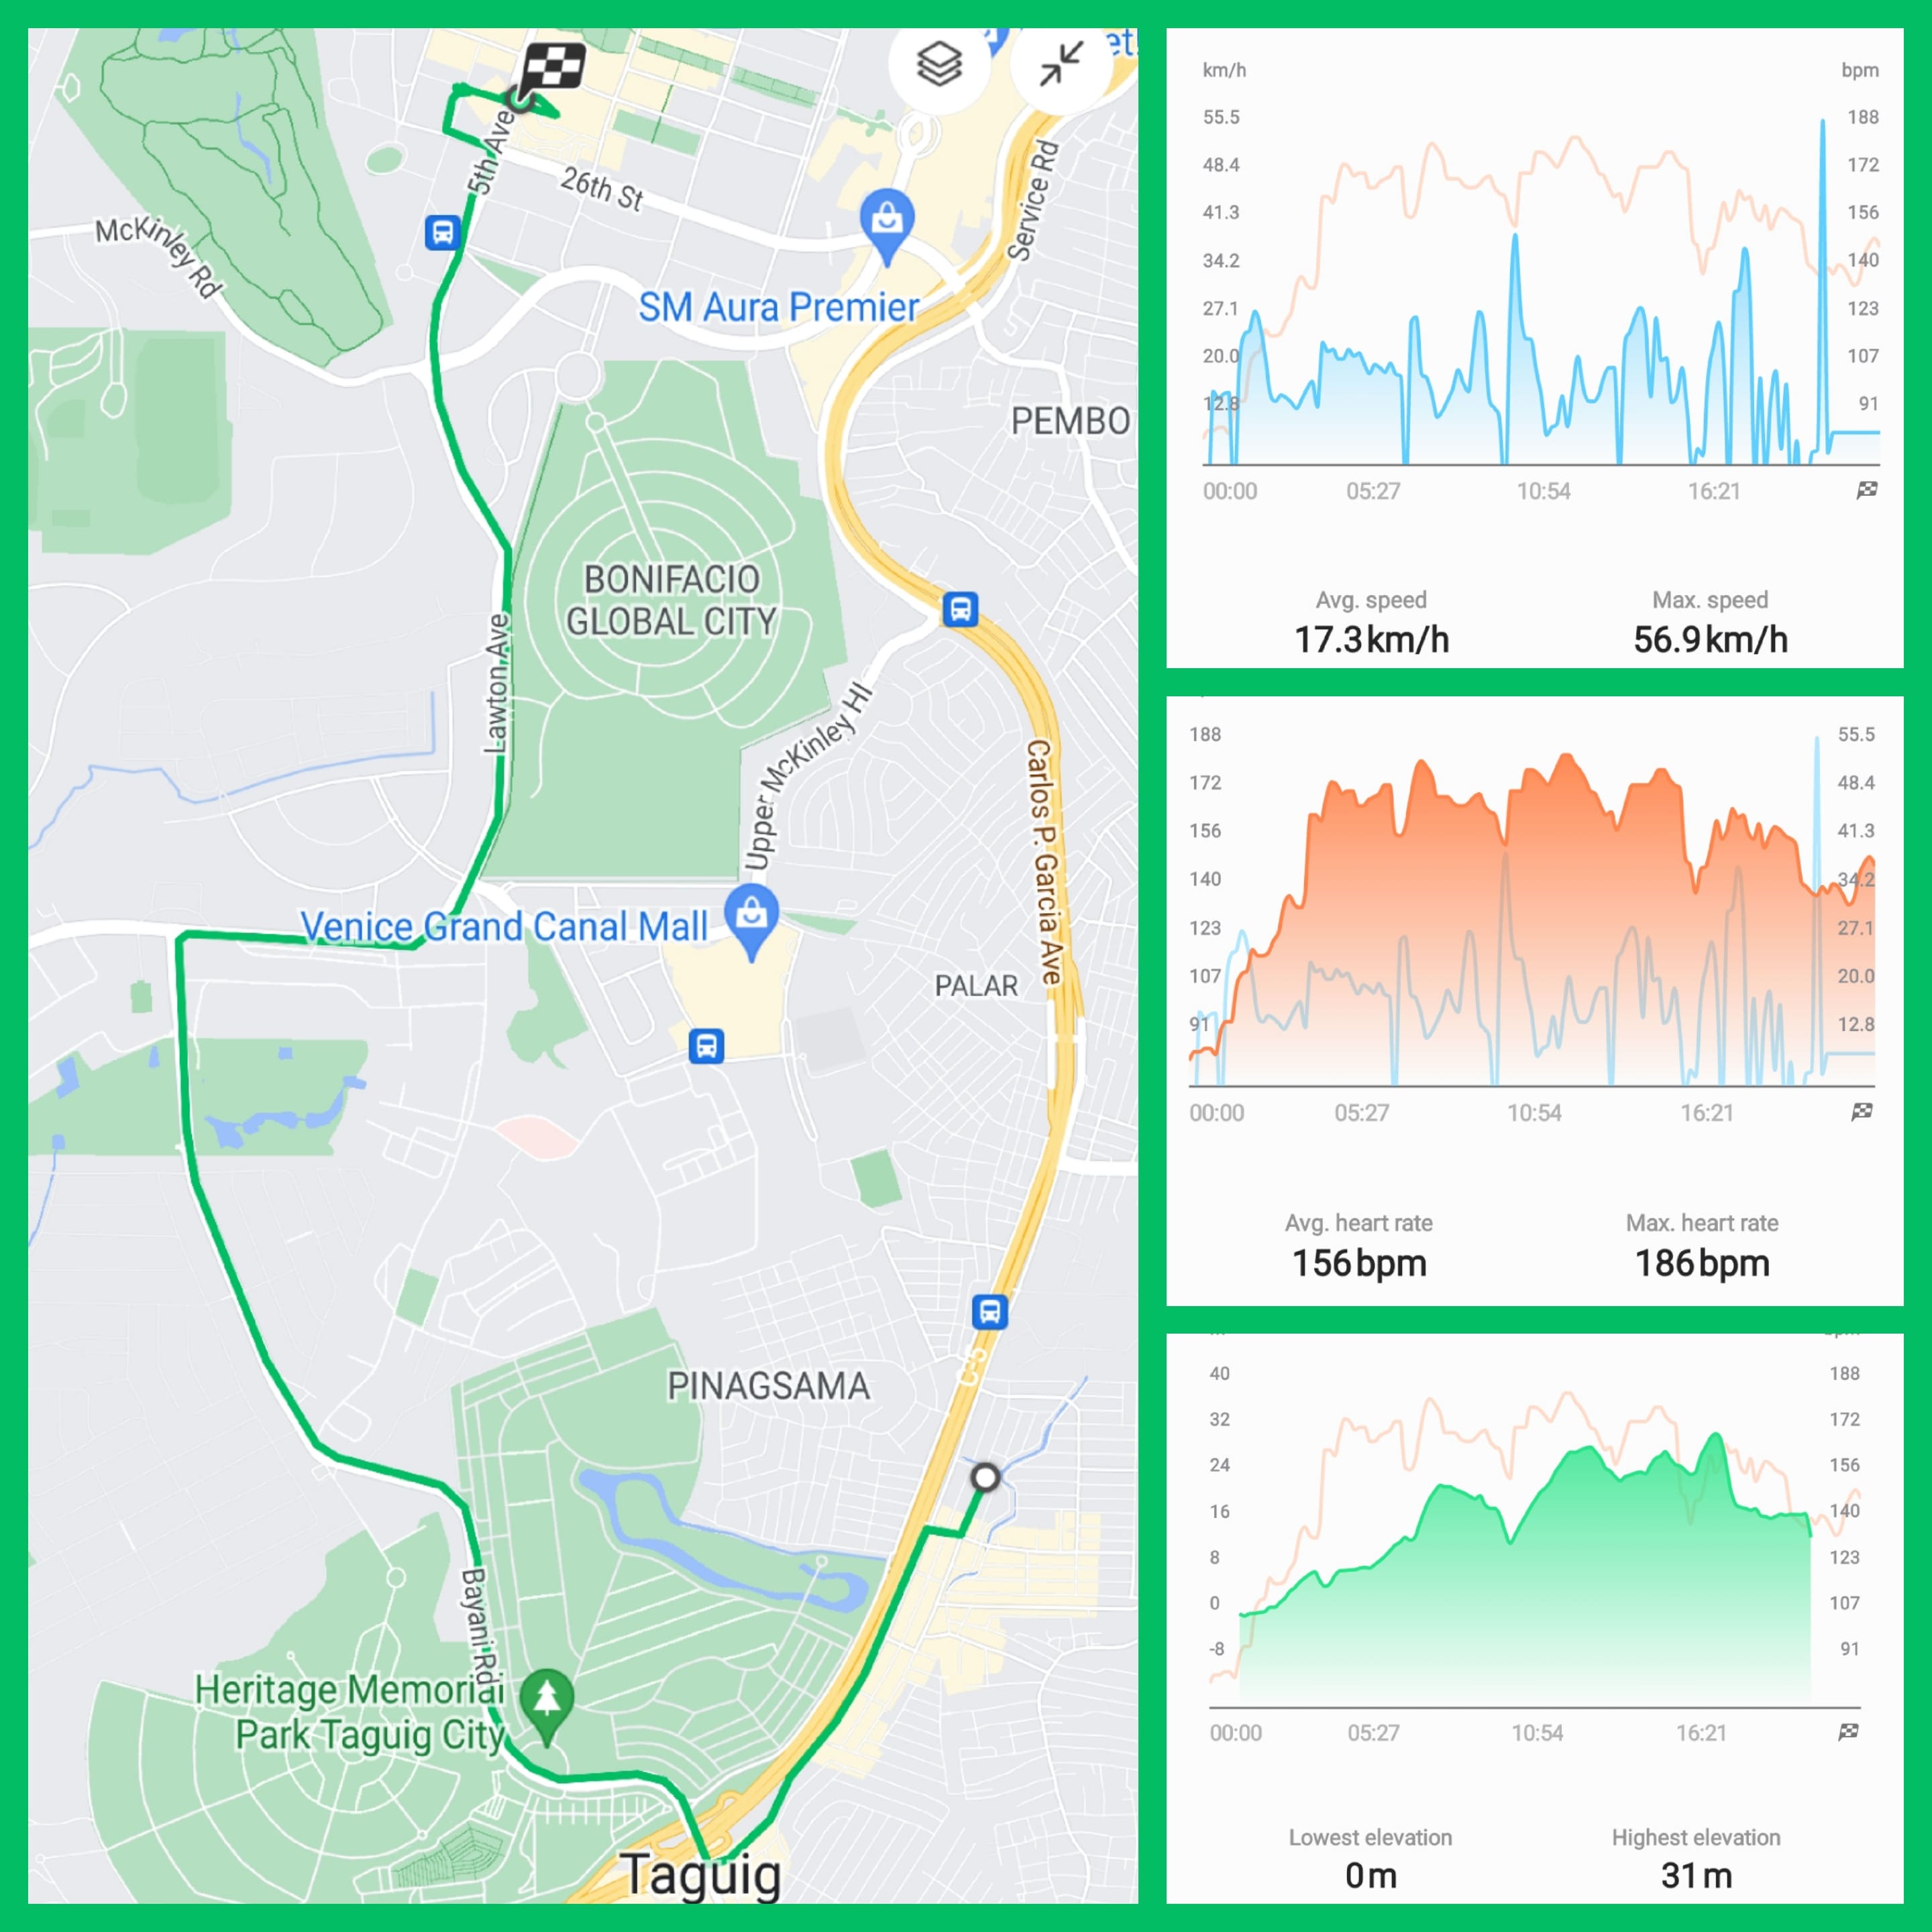 et
5th Ave
26th St
Service Rd
McKinley Rd
SM Aura Premier
PEMBO
BONIFACIO
GLOBAL CITY
Lawton Ave
Upper McKinley Hl
Carlos P. Garcia Ave
Venice Grand Canal Mall
PALAR
C-5
PINAGSAMA
Bayani Rd
Heritage Memorial
Park Taguig City
Taguig
km/h bpm
55.5 188
48.4 172
41.3 156
34.2 140
27.1 123
20.0 107
12.8 91
00:00 05:27 10:54 16:21
Avg. speed Max. speed
17.3 km/h 56.9 km/h
188 55.5
172 48.4
156 41.3
140 34.2
123 27.1
107 20.0
91 12.8
00:00 05:27 10:54 16:21
Avg. heart rate Max. heart rate
156 bpm 186 bpm
40 188
32 172
24 156
16 140
8 123
0 107
-8 91
00:00 05:27 10:54 16:21
Lowest elevation Highest elevation
0 m 31 m